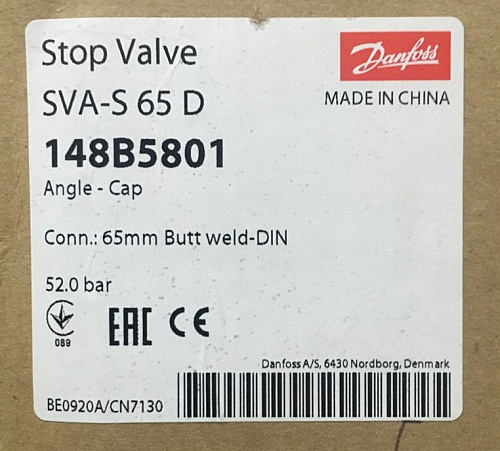 Stop Valve
Danfoss
SVA-S 65 D
MADE IN CHINA
148B5801
Angle - Cap
Conn.: 65mm Butt weld-DIN
52.0 bar
089
EAC CE
Danfoss A/S, 6430 Nordborg, Denmark
BE0920A/CN7130